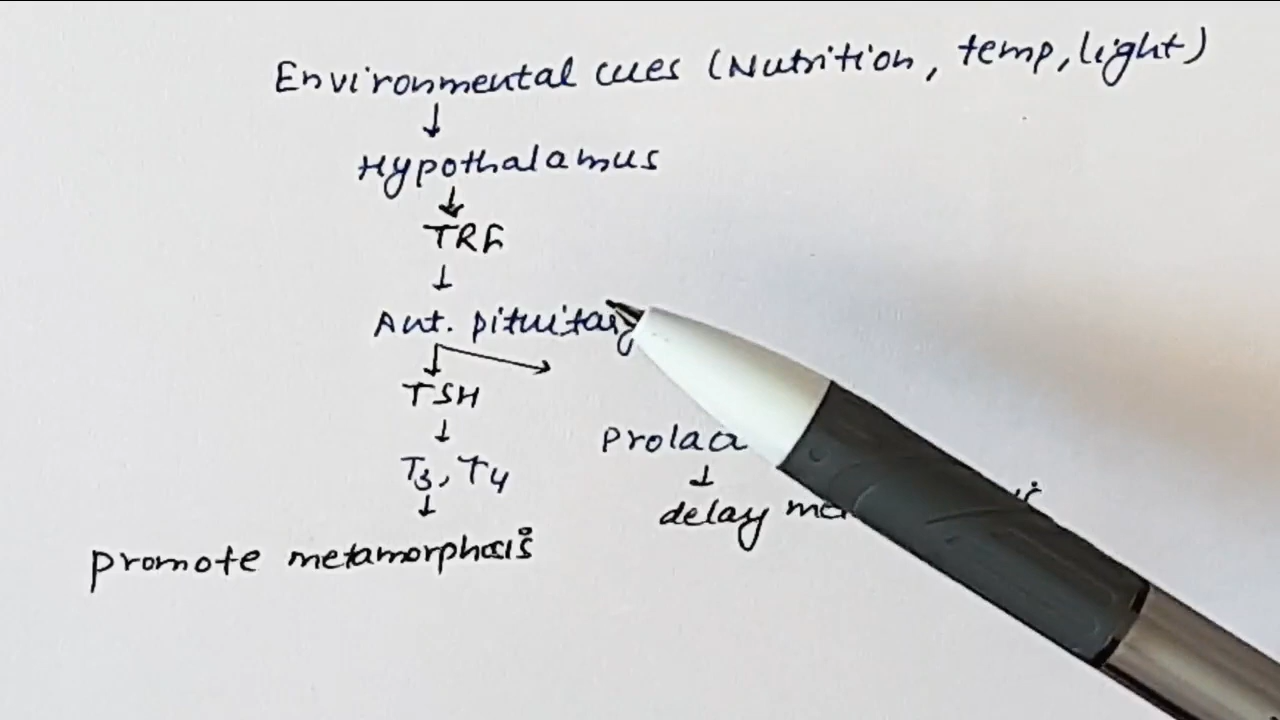 Environmental cues (Nutrition, temp, light)
↓
Hypothalamus
↓
TRF
↓
Ant. pituitary
↓
TSH
↓
Prolac
T3, T4
↓
↓
delay
promote metamorphosis